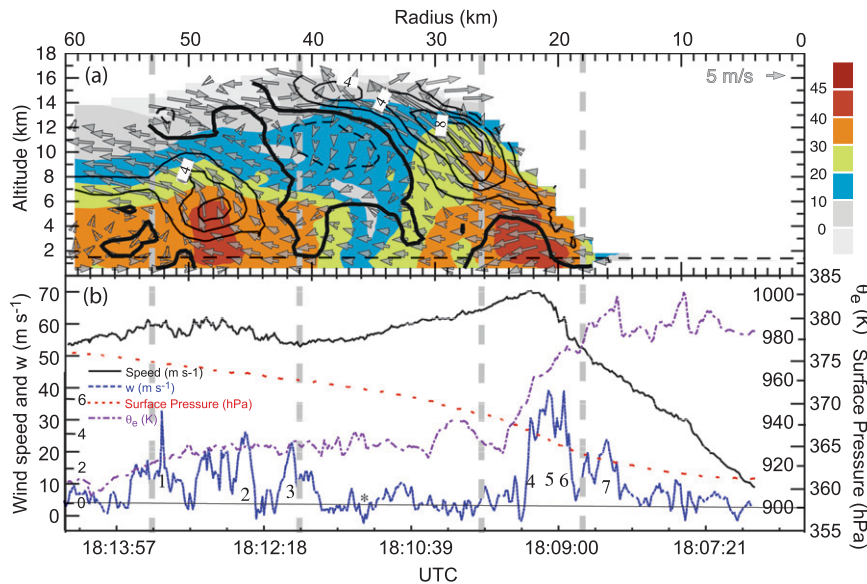 Radius (km)
60 50 40 30 20 10 0
(a)
5 m/s
Altitude (km)
18
16
14
12
10
8
6
4
2
4
4
8
4
45
40
30
20
10
0
(b)
Wind speed and w (m s-1)
70
60
50
40
30
20
10
0
6
4
2
0
Speed (m s-1)
w (m s-1)
Surface Pressure (hPa)
θe (K)
1 2 3 * 4 5 6 7
1000
980
960
940
920
900
385
380
375
370
365
360
355
θe (K)
Surface Pressure (hPa)
18:13:57 18:12:18 18:10:39 18:09:00 18:07:21
UTC